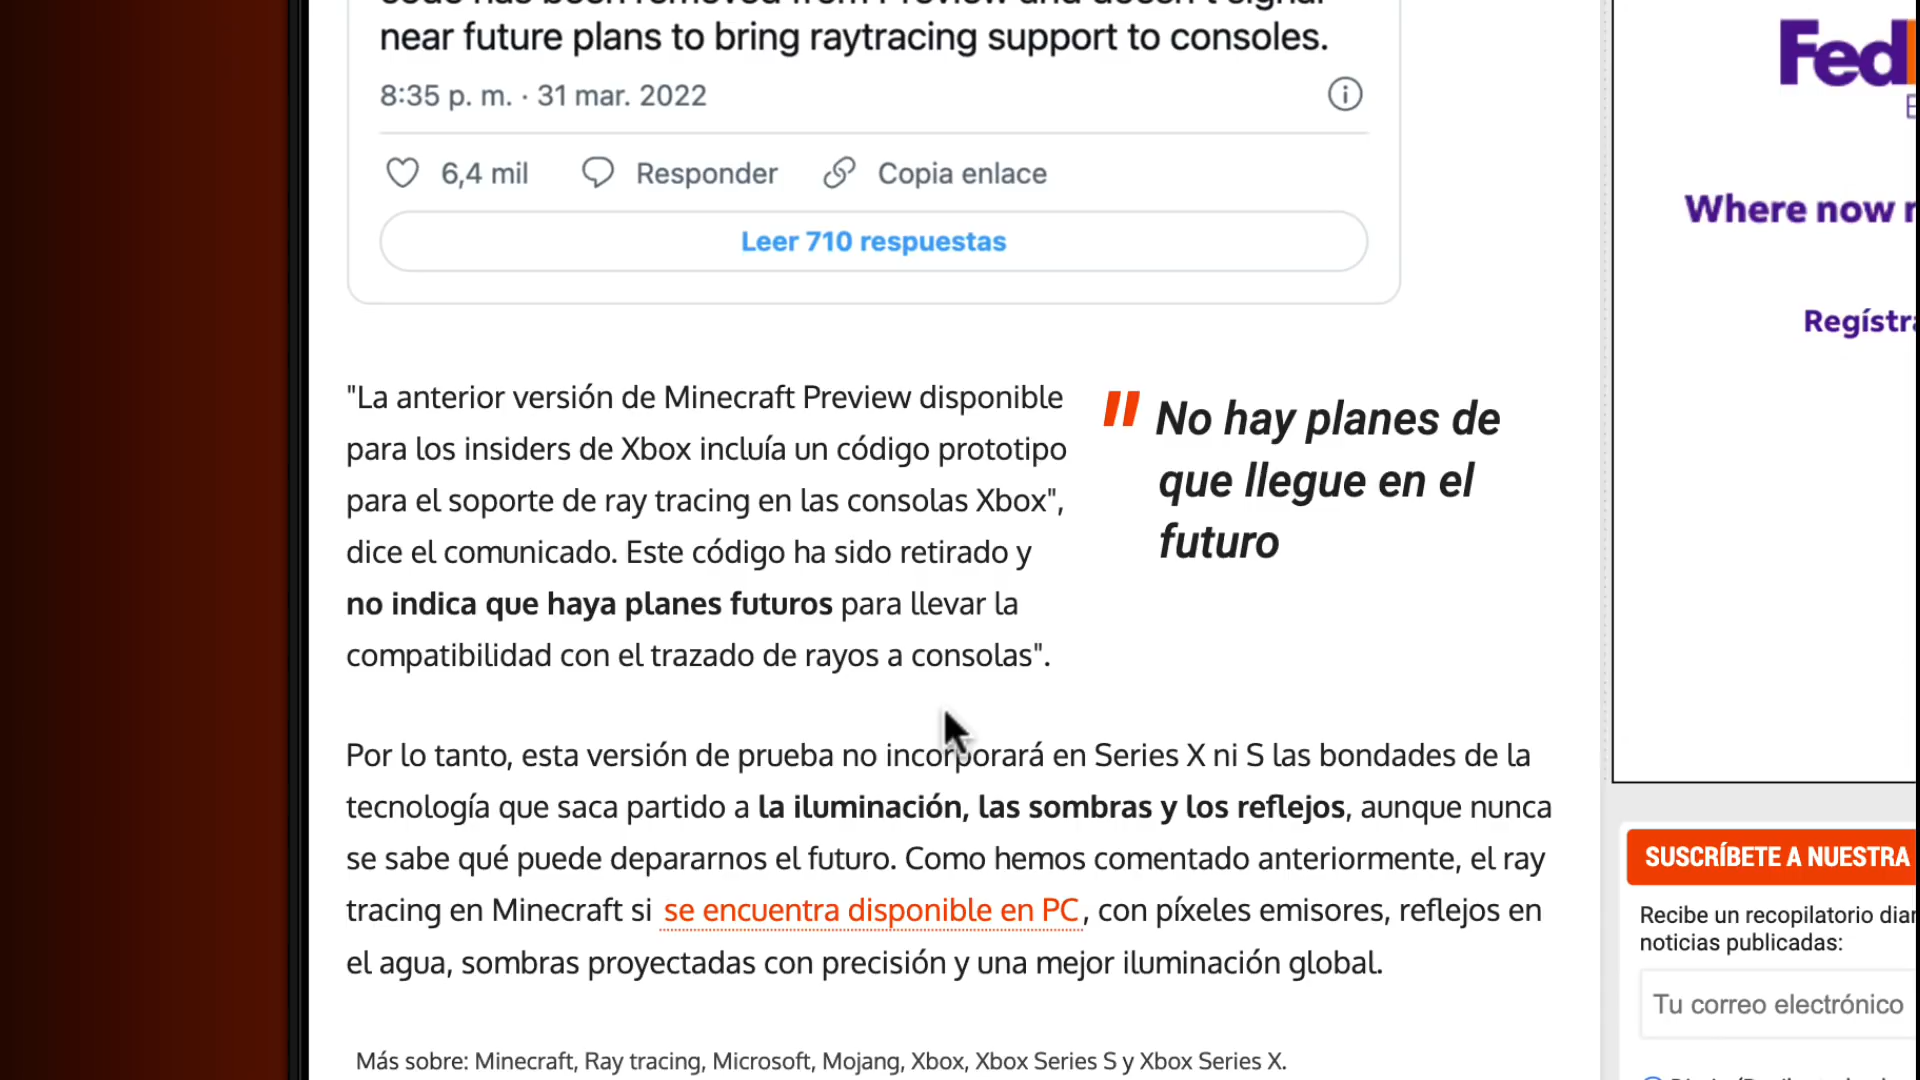 near future plans to bring raytracing support to consoles.
8:35 p. m. · 31 mar. 2022
6,4 mil Responder Copia enlace
Leer 710 respuestas
"La anterior versión de Minecraft Preview disponible
para los insiders de Xbox incluía un código prototipo
para el soporte de ray tracing en las consolas Xbox",
dice el comunicado. Este código ha sido retirado y
no indica que haya planes futuros para llevar la
compatibilidad con el trazado de rayos a consolas".
" No hay planes de
que llegue en el
futuro
Por lo tanto, esta versión de prueba no incorporará en Series X ni S las bondades de la
tecnología que saca partido a la iluminación, las sombras y los reflejos, aunque nunca
se sabe qué puede depararnos el futuro. Como hemos comentado anteriormente, el ray
tracing en Minecraft si se encuentra disponible en PC, con píxeles emisores, reflejos en
el agua, sombras proyectadas con precisión y una mejor iluminación global.
Más sobre: Minecraft, Ray tracing, Microsoft, Mojang, Xbox, Xbox Series S y Xbox Series X.
Fed
Where now
Regístra
SUSCRÍBETE A NUESTRA
Recibe un recopilatorio diar
noticias publicadas:
Tu correo electrónico